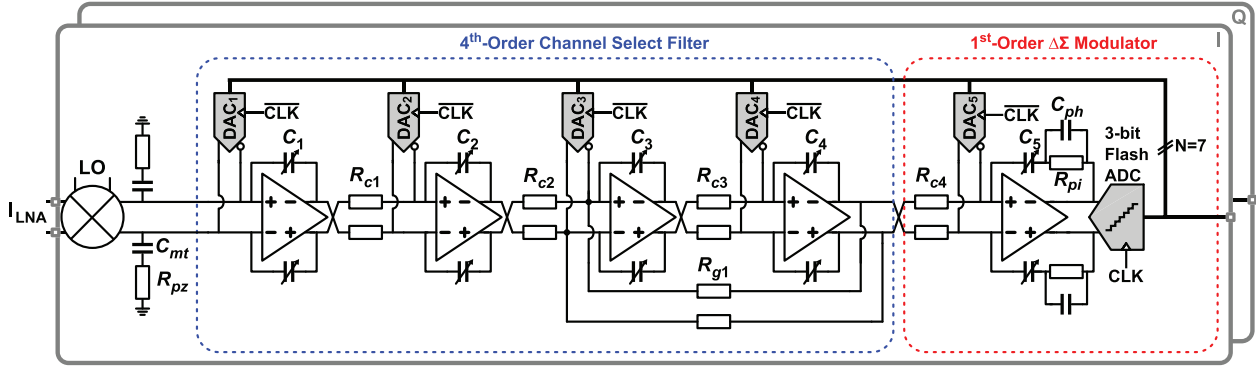 Q
I
4th-Order Channel Select Filter
1st-Order ΔΣ Modulator
DAC1
CLK
DAC2
CLK
DAC3
CLK
DAC4
CLK
DAC5
CLK
Cph
3-bit
Flash
ADC
N=7
C1
C2
C3
C4
C5
Rpi
LO
Rc1
Rc2
Rc3
Rc4
ILNA
+ −
− +
+ −
− +
+ −
− +
+ −
− +
+ −
− +
Cmt
Rpz
Rg1
CLK